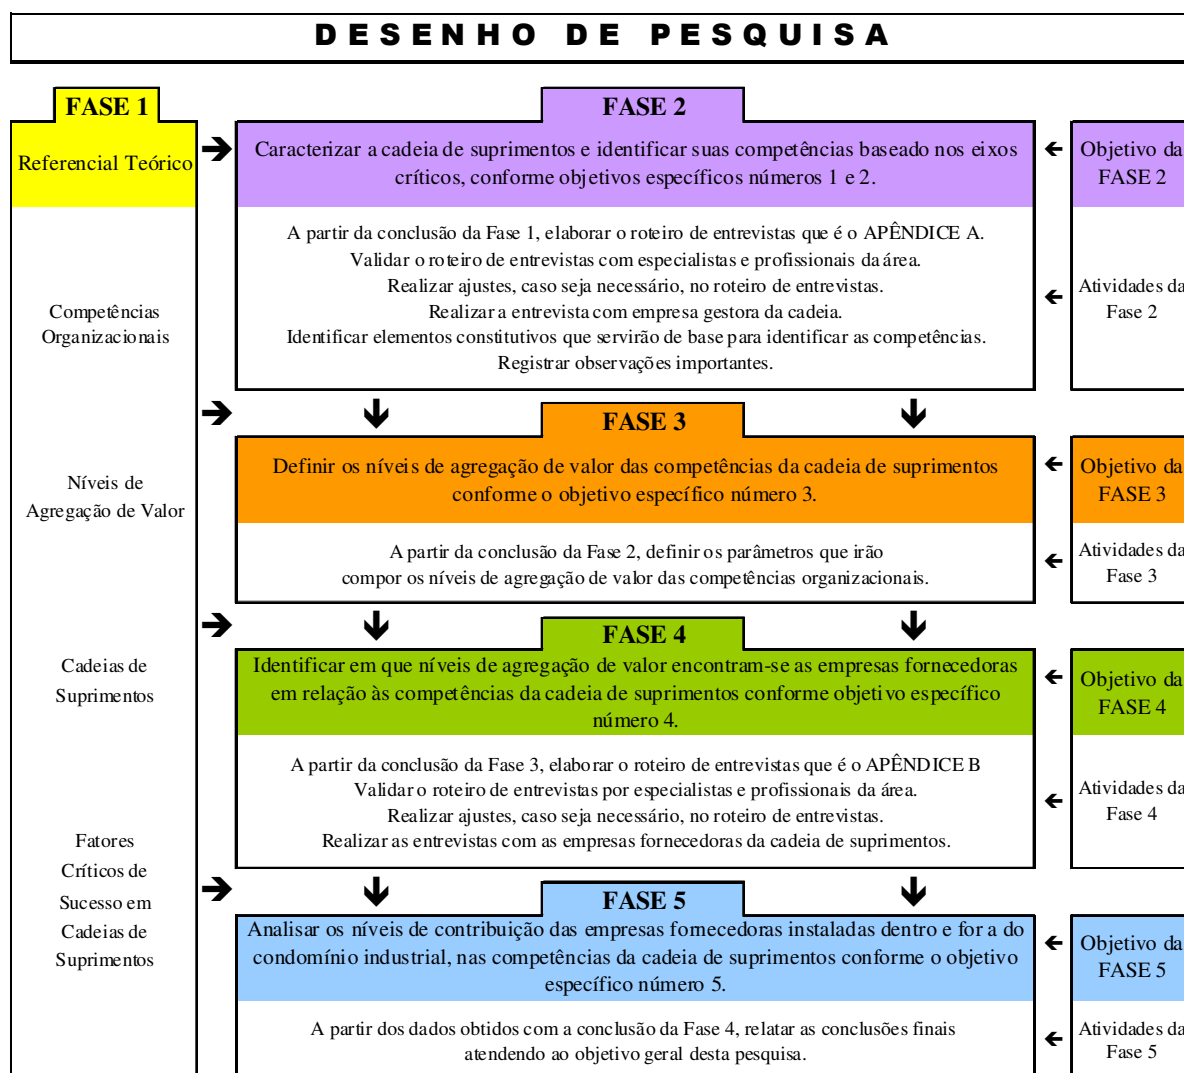 DESENHO DE PESQUISA
FASE 1
Referencial Teórico
Competências
Organizacionais
Níveis de
Agregação de Valor
Cadeias de
Suprimentos
Fatores
Críticos de
Sucesso em
Cadeias de
Suprimentos
FASE 2
Caracterizar a cadeia de suprimentos e identificar suas competências baseado nos eixos
críticos, conforme objetivos específicos números 1 e 2.
Objetivo da
FASE 2
A partir da conclusão da Fase 1, elaborar o roteiro de entrevistas que é o APÊNDICE A.
Validar o roteiro de entrevistas com especialistas e profissionais da área.
Realizar ajustes, caso seja necessário, no roteiro de entrevistas.
Realizar a entrevista com empresa gestora da cadeia.
Identificar elementos constitutivos que servirão de base para identificar as competências.
Registrar observações importantes.
Atividades da
Fase 2
FASE 3
Definir os níveis de agregação de valor das competências da cadeia de suprimentos
conforme o objetivo específico número 3.
Objetivo da
FASE 3
A partir da conclusão da Fase 2, definir os parâmetros que irão
compor os níveis de agregação de valor das competências organizacionais.
Atividades da
Fase 3
FASE 4
Identificar em que níveis de agregação de valor encontram-se as empresas fornecedoras
em relação às competências da cadeia de suprimentos conforme objetivo específico
número 4.
Objetivo da
FASE 4
A partir da conclusão da Fase 3, elaborar o roteiro de entrevistas que é o APÊNDICE B
Validar o roteiro de entrevistas por especialistas e profissionais da área.
Realizar ajustes, caso seja necessário, no roteiro de entrevistas.
Realizar as entrevistas com as empresas fornecedoras da cadeia de suprimentos.
Atividades da
Fase 4
FASE 5
Analisar os níveis de contribuição das empresas fornecedoras instaladas dentro e for a do
condomínio industrial, nas competências da cadeia de suprimentos conforme o objetivo
específico número 5.
Objetivo da
FASE 5
A partir dos dados obtidos com a conclusão da Fase 4, relatar as conclusões finais
atendendo ao objetivo geral desta pesquisa.
Atividades da
Fase 5